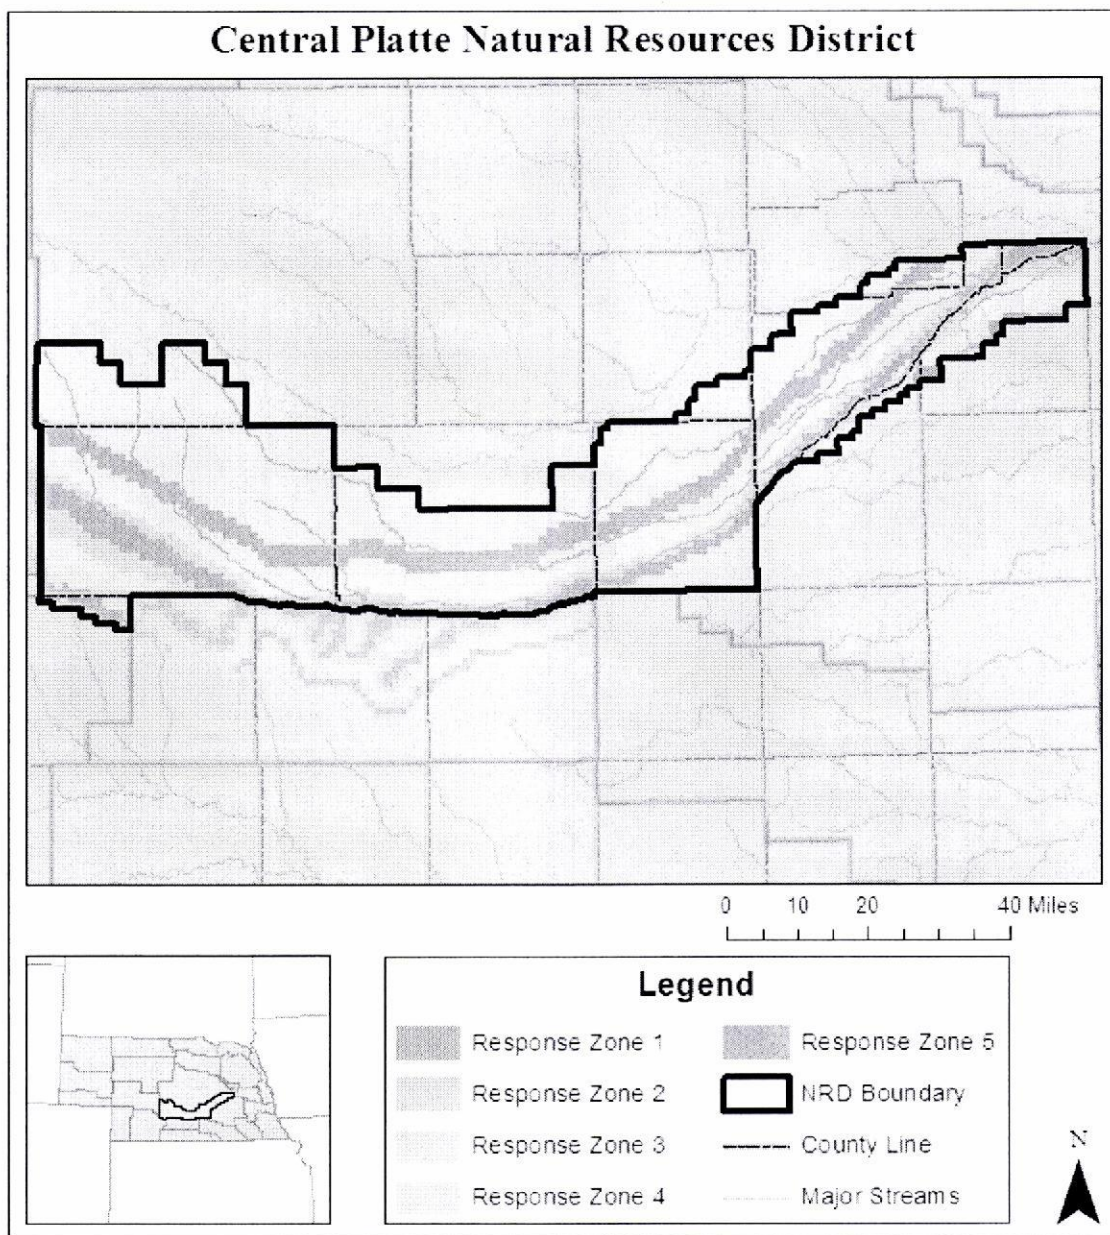 Central Platte Natural Resources District
0 10 20 40 Miles
Legend
Response Zone 1
Response Zone 2
Response Zone 3
Response Zone 4
Response Zone 5
NRD Boundary
County Line
Major Streams
N